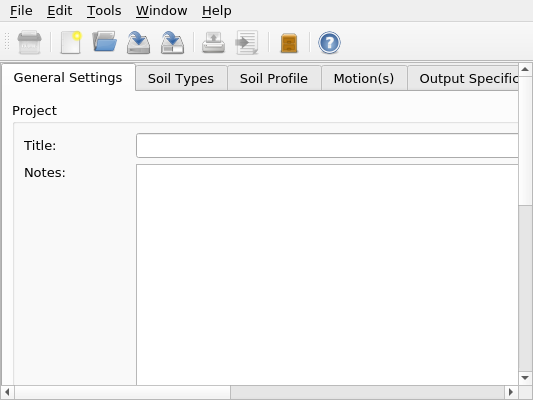 File Edit Tools Window Help
General Settings Soil Types Soil Profile Motion(s) Output Specific
Project
Title:
Notes: